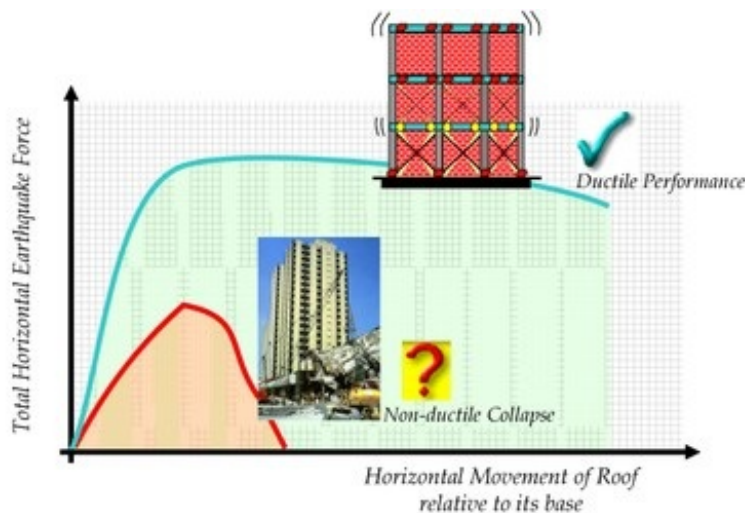 Total Horizontal Earthquake Force
Ductile Performance
?
Non-ductile Collapse
Horizontal Movement of Roof
relative to its base